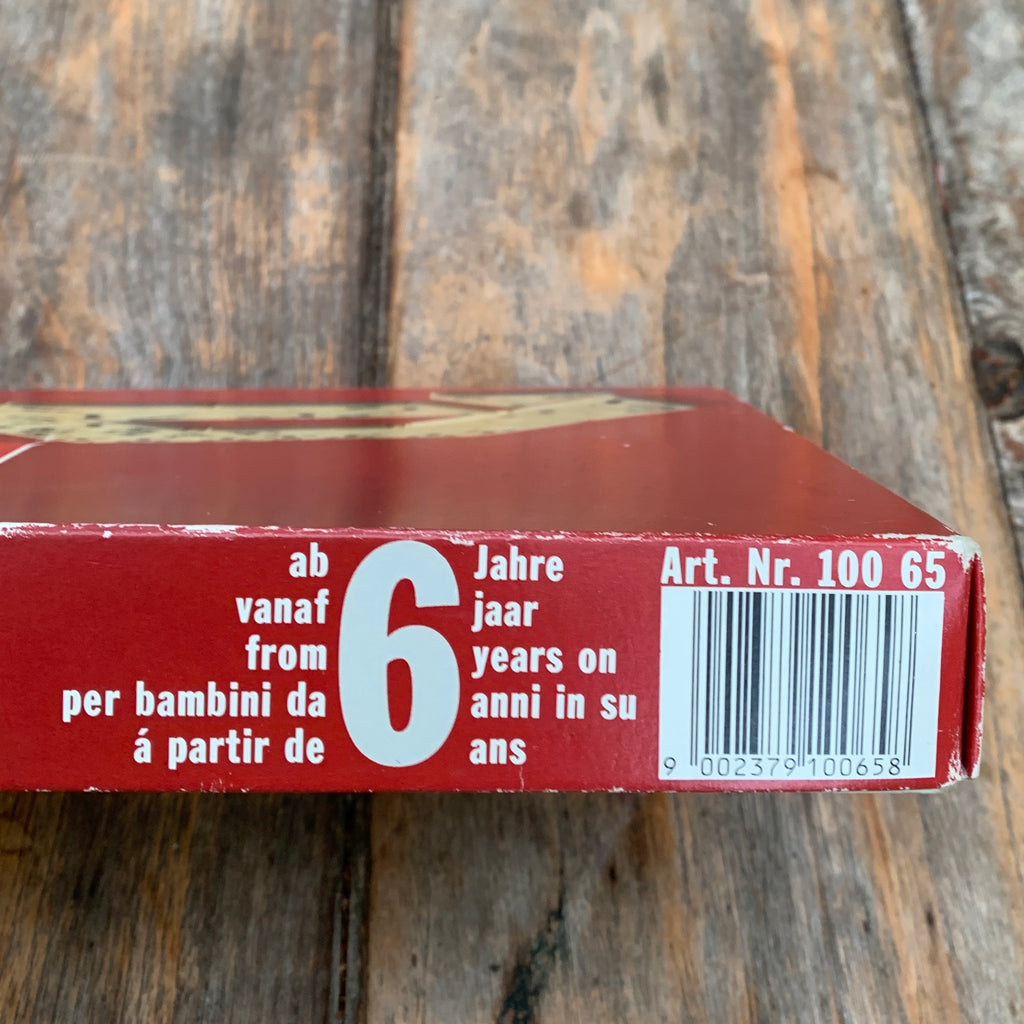 ab 6 Jahre
vanaf jaar
from years on
per bambini da anni in su
á partir de ans
Art. Nr. 100 65
9 002379 100658